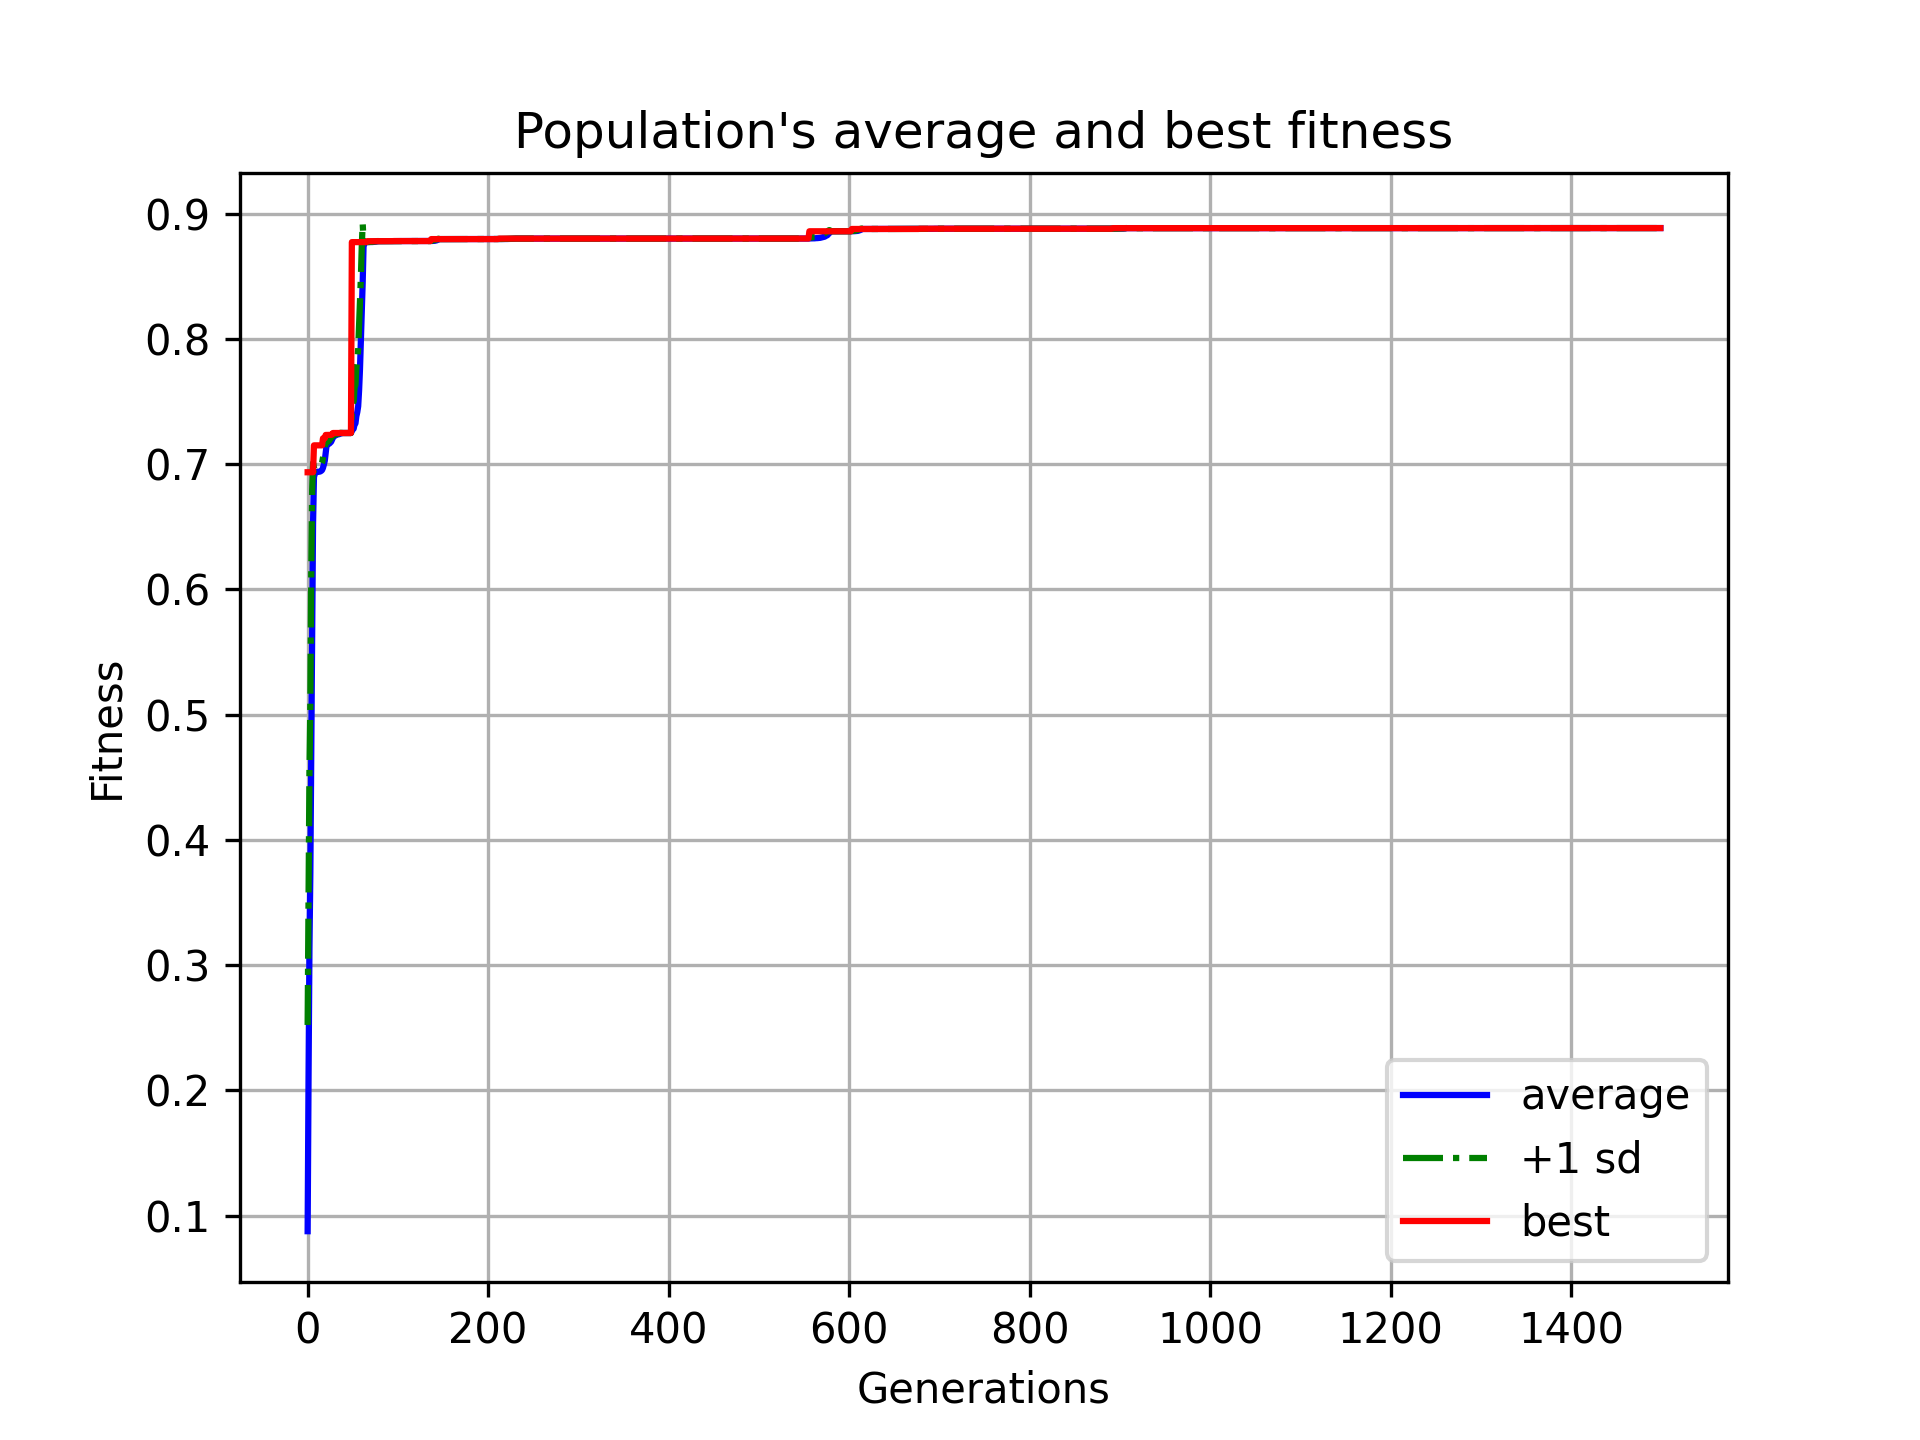 Population's average and best fitness
0.9
0.8
0.7
0.6
0.5
0.4
0.3
0.2
0.1
Fitness
0 200 400 600 800 1000 1200 1400
Generations
average
+1 sd
best